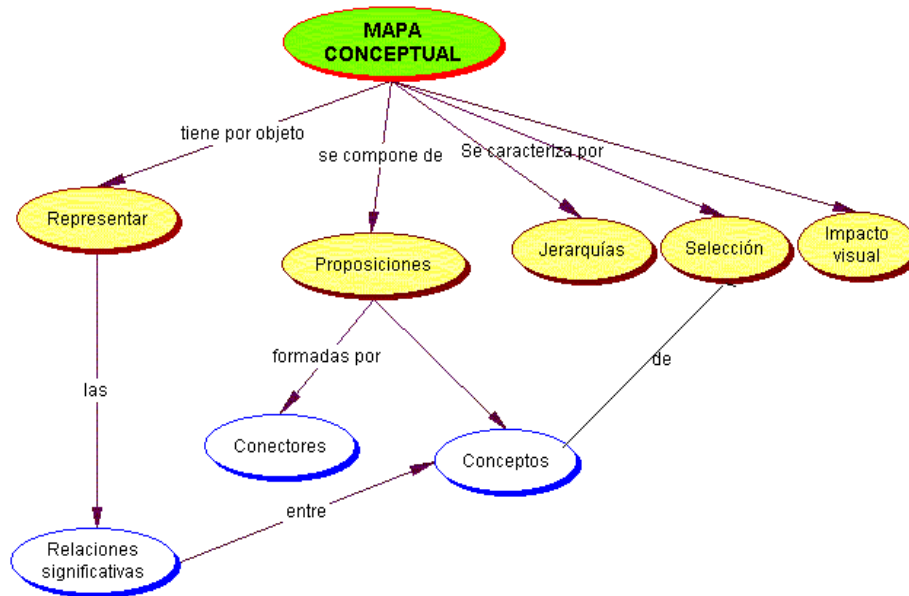 MAPA
CONCEPTUAL
tiene por objeto
se compone de
Se caracteriza por
Representar
Proposiciones
Jerarquías
Selección
Impacto
visual
formadas por
de
las
Conectores
Conceptos
entre
Relaciones
significativas